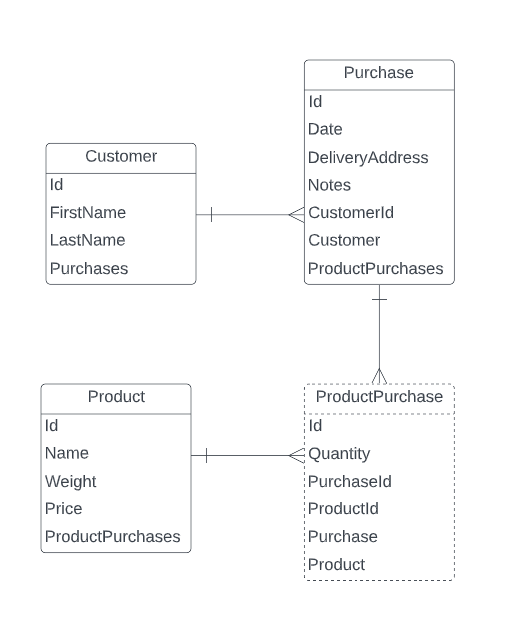 Purchase
Id
Date
DeliveryAddress
Notes
CustomerId
Customer
ProductPurchases
Customer
Id
FirstName
LastName
Purchases
Product
Id
Name
Weight
Price
ProductPurchases
ProductPurchase
Id
Quantity
PurchaseId
ProductId
Purchase
Product